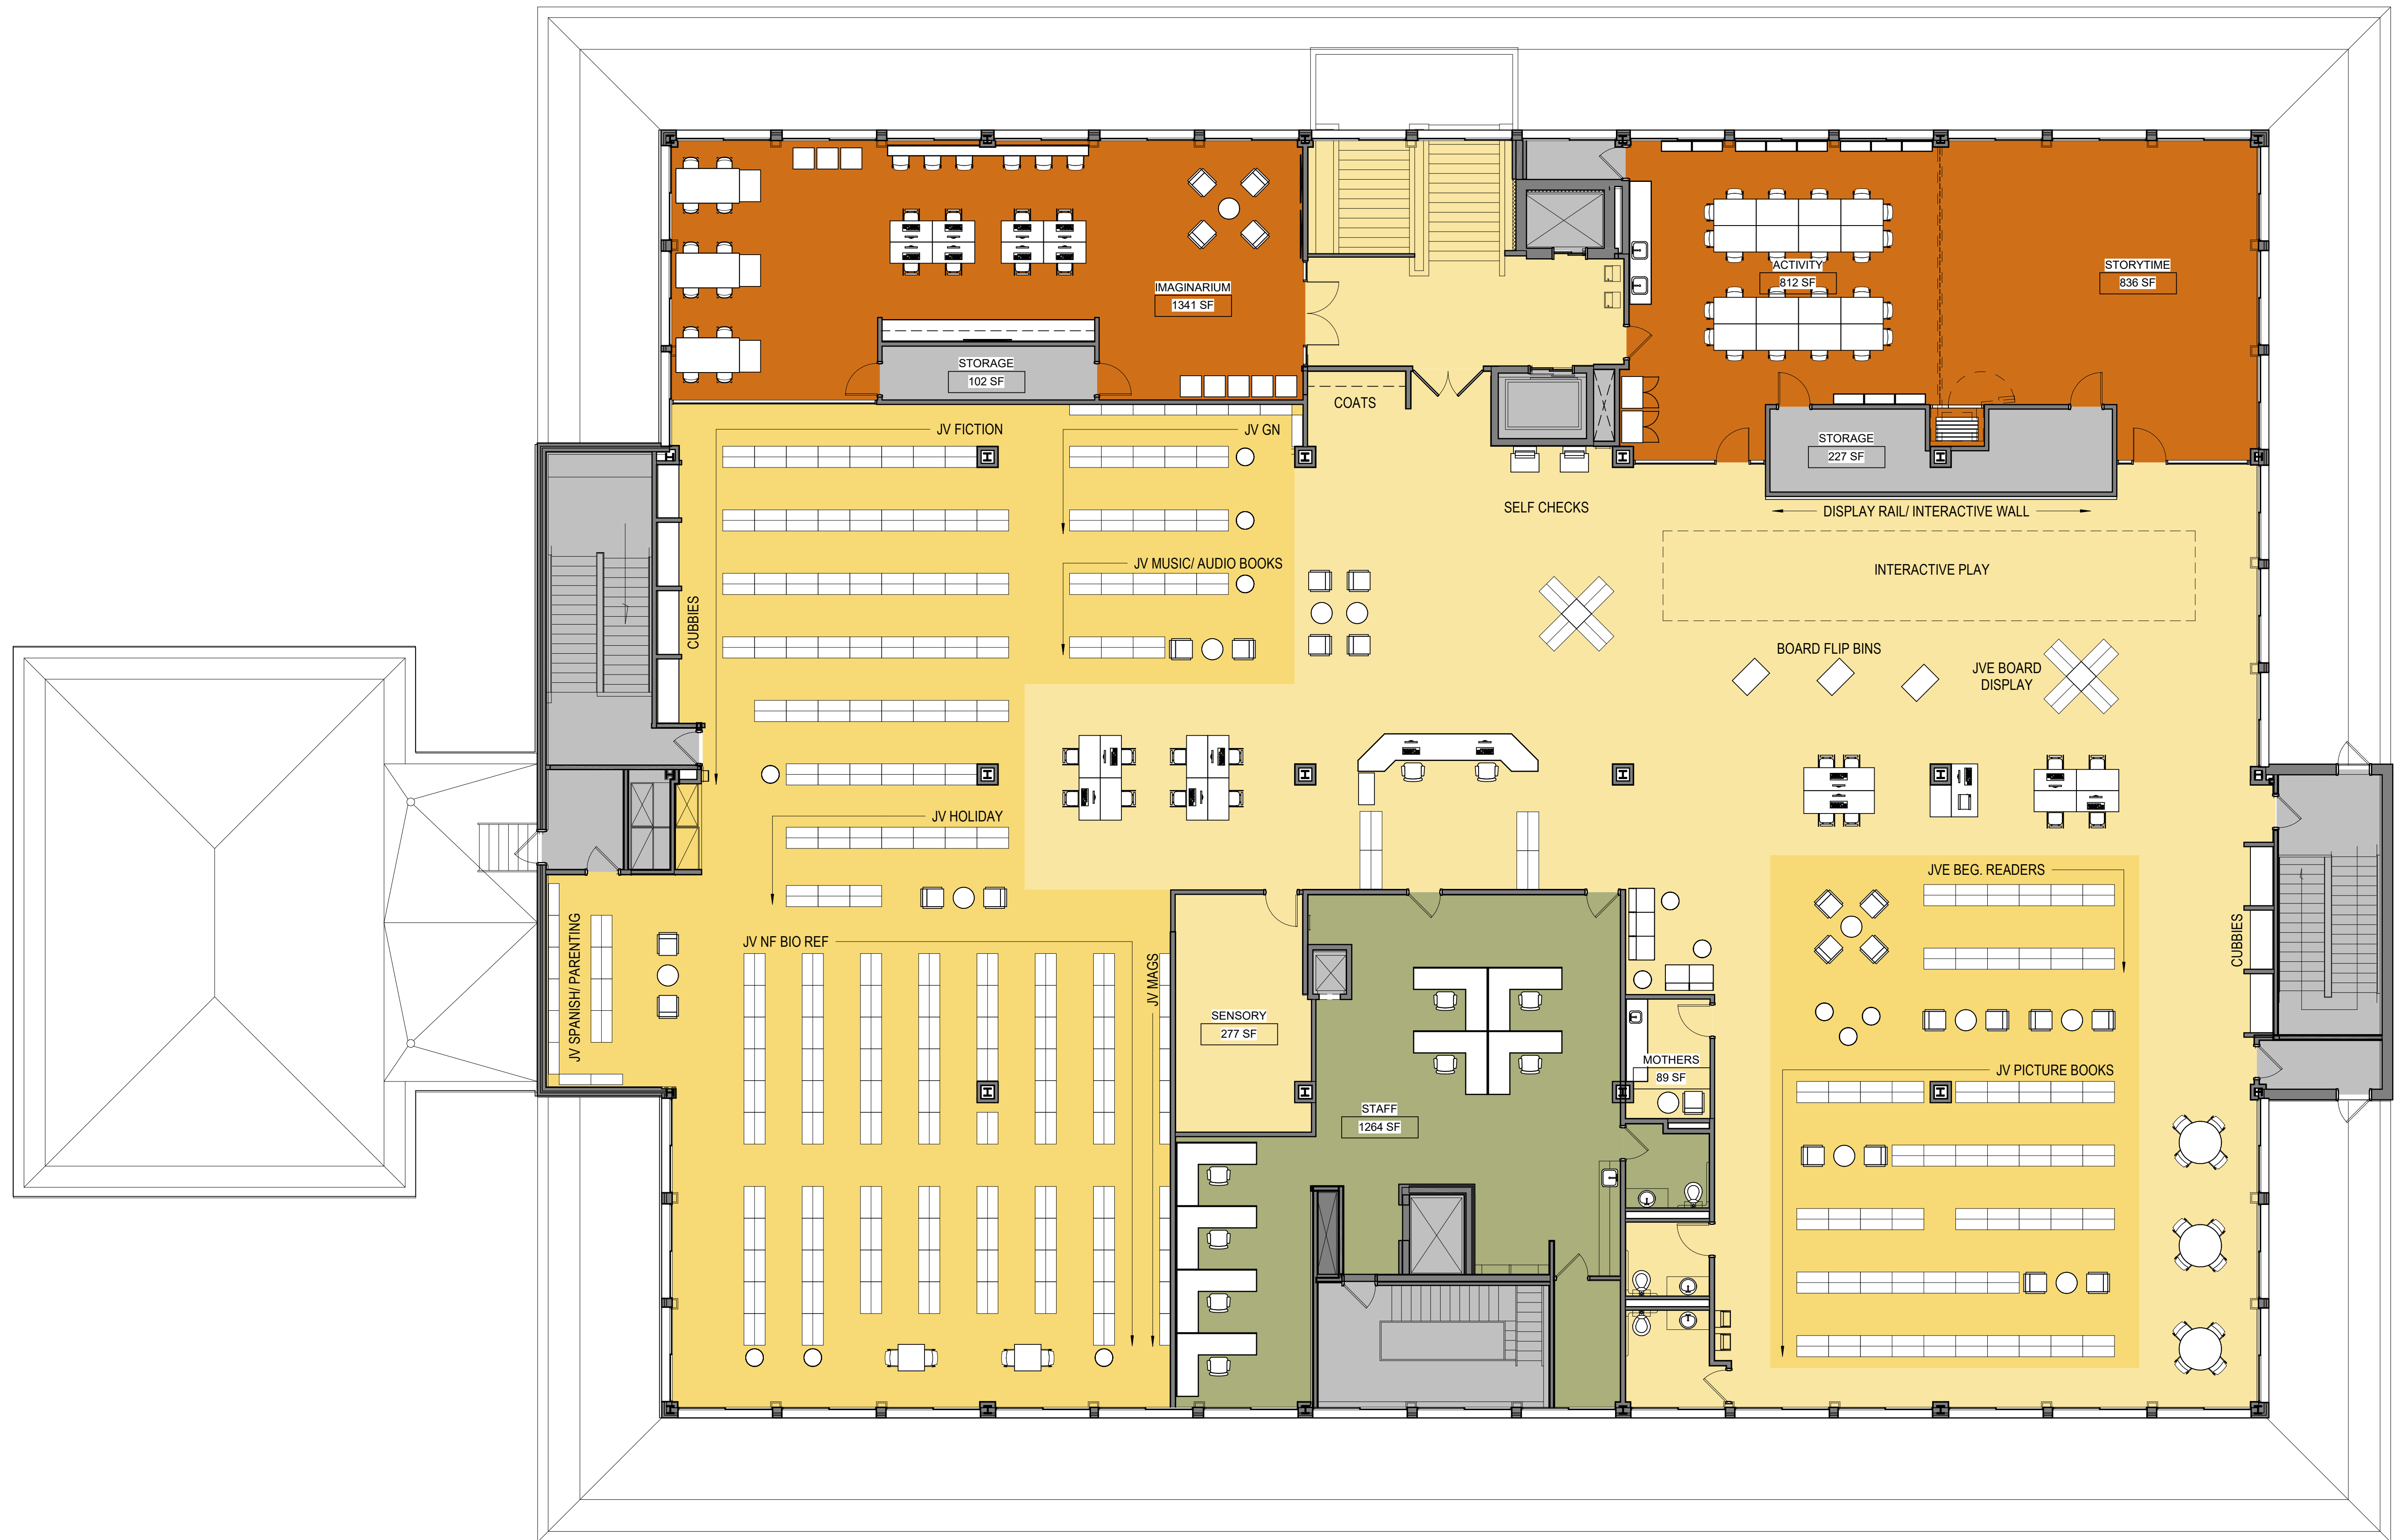 IMAGINARIUM
1341 SF
ACTIVITY
812 SF
STORYTIME
836 SF
STORAGE
102 SF
COATS
JV FICTION
JV GN
STORAGE
227 SF
SELF CHECKS
DISPLAY RAIL/ INTERACTIVE WALL
JV MUSIC/ AUDIO BOOKS
INTERACTIVE PLAY
CUBBIES
BOARD FLIP BINS
JVE BOARD
DISPLAY
JV HOLIDAY
JVE BEG. READERS
JV SPANISH/ PARENTING
JV NF BIO REF
JV MAGS
CUBBIES
SENSORY
277 SF
MOTHERS
89 SF
JV PICTURE BOOKS
STAFF
1264 SF